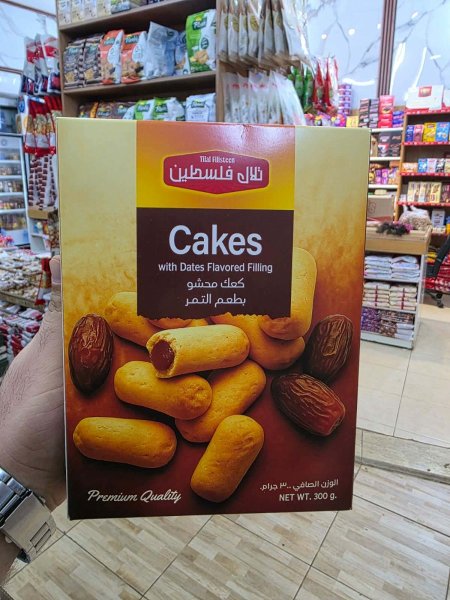 Tilal Filisteen
تلال فلسطين
Cakes
with Dates Flavored Filling
كعك محشو
بطعم التمر
Premium Quality
الوزن الصافي ٣٠٠ جرام.
NET WT. 300 g.